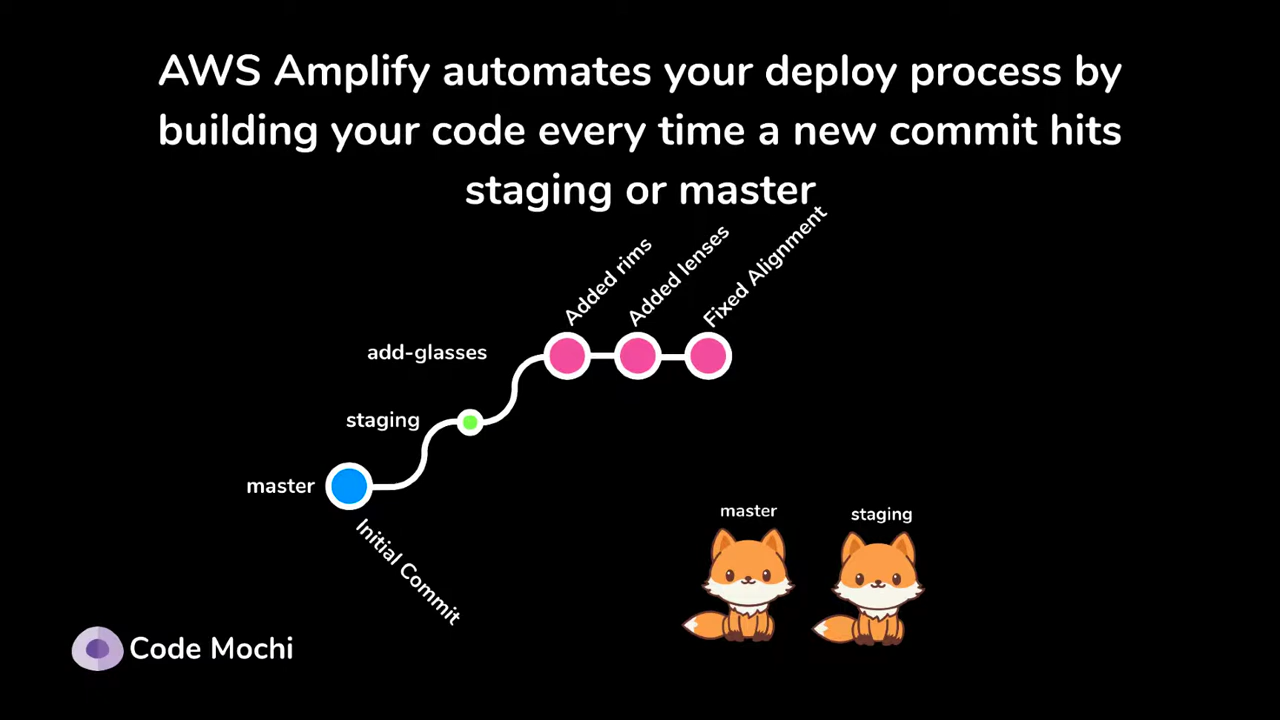 AWS Amplify automates your deploy process by
building your code every time a new commit hits
staging or master
Added rims
Added lenses
Fixed Alignment
add-glasses
staging
master
Initial Commit
master
staging
Code Mochi